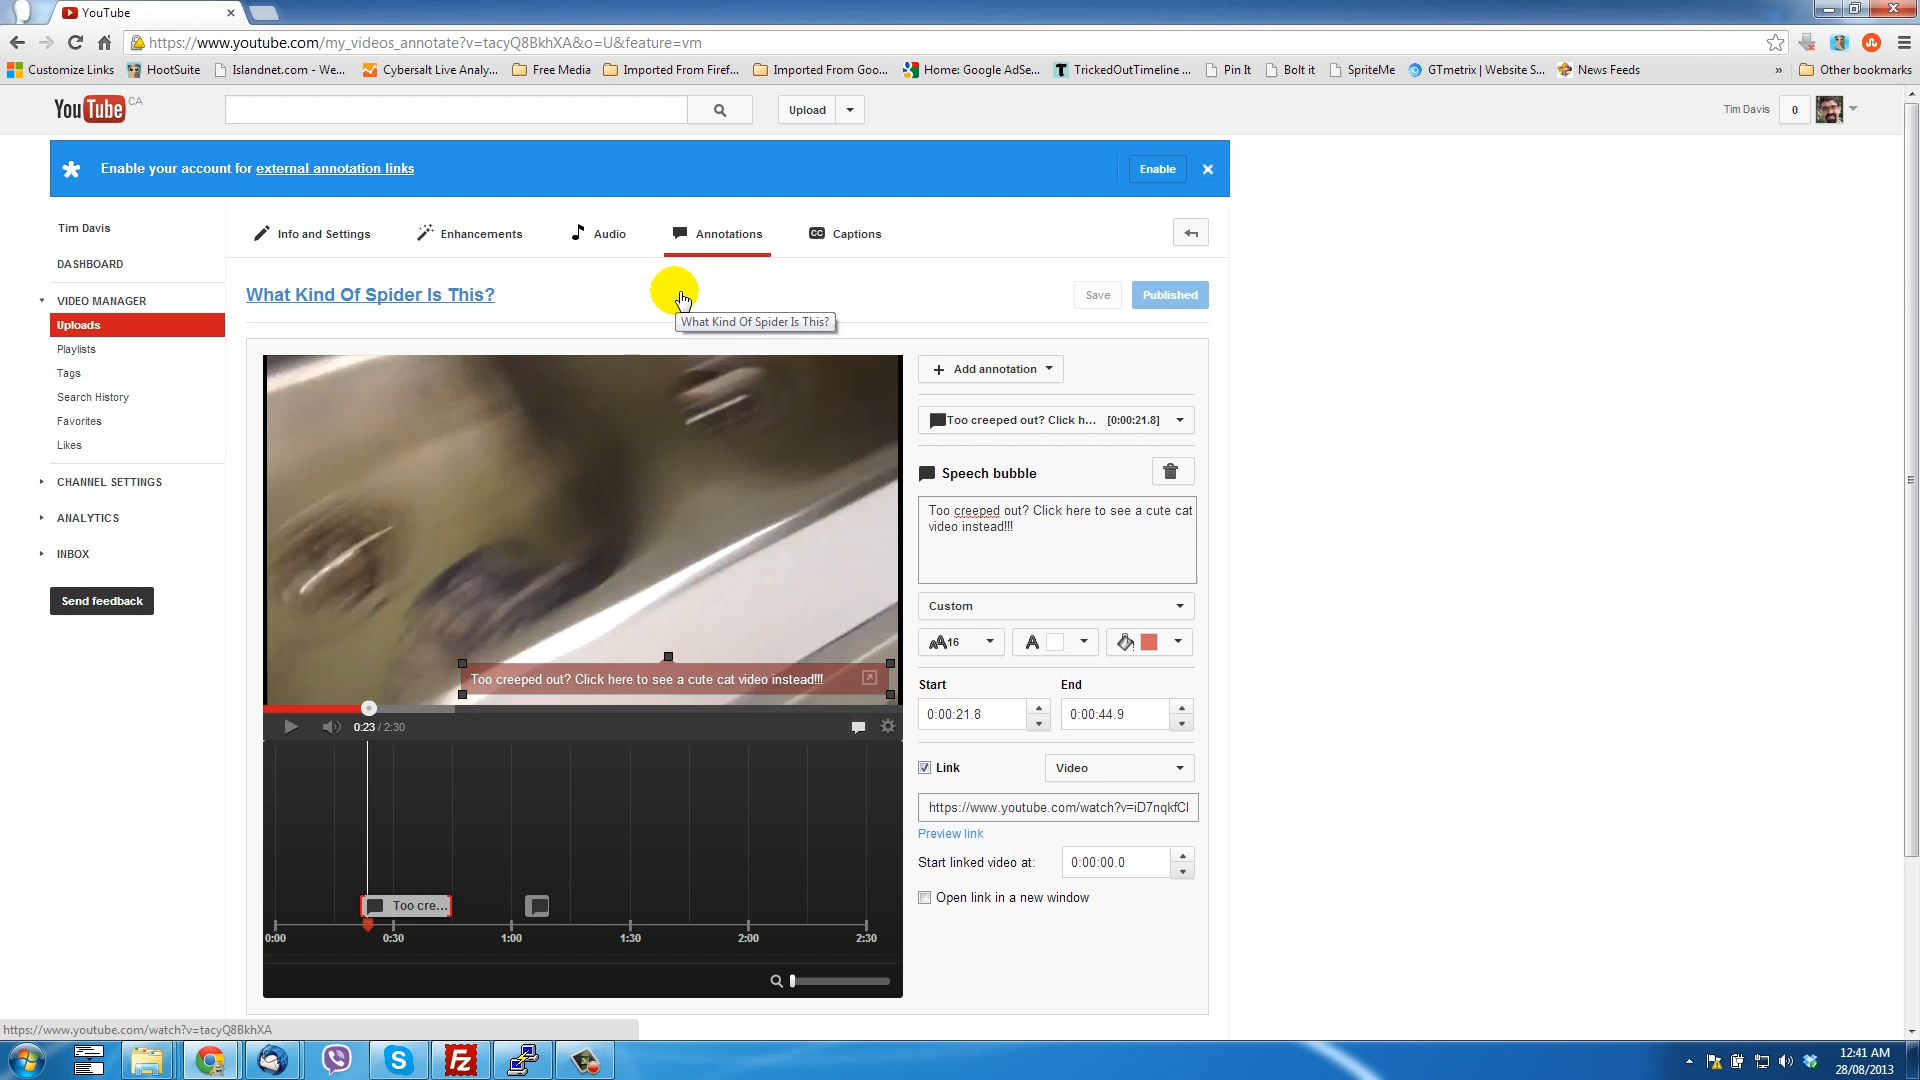 YouTube
https://www.youtube.com/my_videos_annotate?v=tacyQ8BkhXA&o=U&feature=vm
Customize Links HootSuite Islandnet.com - We... Cybersalt Live Analy... Free Media Imported From Firef... Imported From Goo... Home: Google AdSe... TrickedOutTimeline ... Pin It Bolt it SpriteMe GTmetrix | Website S... News Feeds » Other bookmarks
YouTube CA
Upload
Tim Davis 0
Enable your account for external annotation links
Enable
Tim Davis
DASHBOARD
VIDEO MANAGER
Uploads
Playlists
Tags
Search History
Favorites
Likes
CHANNEL SETTINGS
ANALYTICS
INBOX
Send feedback
Info and Settings Enhancements Audio Annotations CC Captions
What Kind Of Spider Is This?
Save Published
What Kind Of Spider Is This?
Too creeped out? Click here to see a cute cat video instead!!!
0:23 / 2:30
Too cre...
0:00 0:30 1:00 1:30 2:00 2:30
+ Add annotation
Too creeped out? Click h... [0:00:21.8]
Speech bubble
Too creeped out? Click here to see a cute cat
video instead!!!
Custom
AA16 A
Start End
0:00:21.8 0:00:44.9
Link Video
https://www.youtube.com/watch?v=iD7nqkfCl
Preview link
Start linked video at: 0:00:00.0
Open link in a new window
https://www.youtube.com/watch?v=tacyQ8BkhXA
12:41 AM
28/08/2013